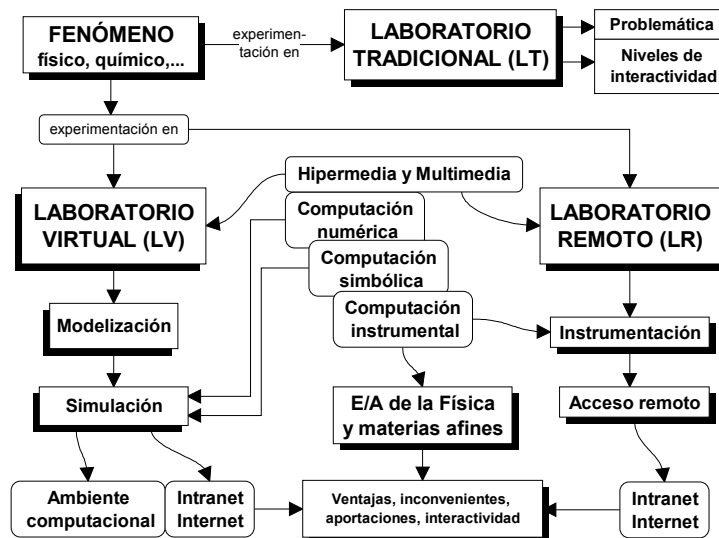 FENÓMENO
físico, químico,...
experimen-
tación en
LABORATORIO
TRADICIONAL (LT)
Problemática
Niveles de
interactividad
experimentación en
Hipermedia y Multimedia
LABORATORIO
VIRTUAL (LV)
Computación
numérica
LABORATORIO
REMOTO (LR)
Computación
simbólica
Modelización
Computación
instrumental
Instrumentación
Simulación
E/A de la Física
y materias afines
Acceso remoto
Ambiente
computacional
Intranet
Internet
Ventajas, inconvenientes,
aportaciones, interactividad
Intranet
Internet